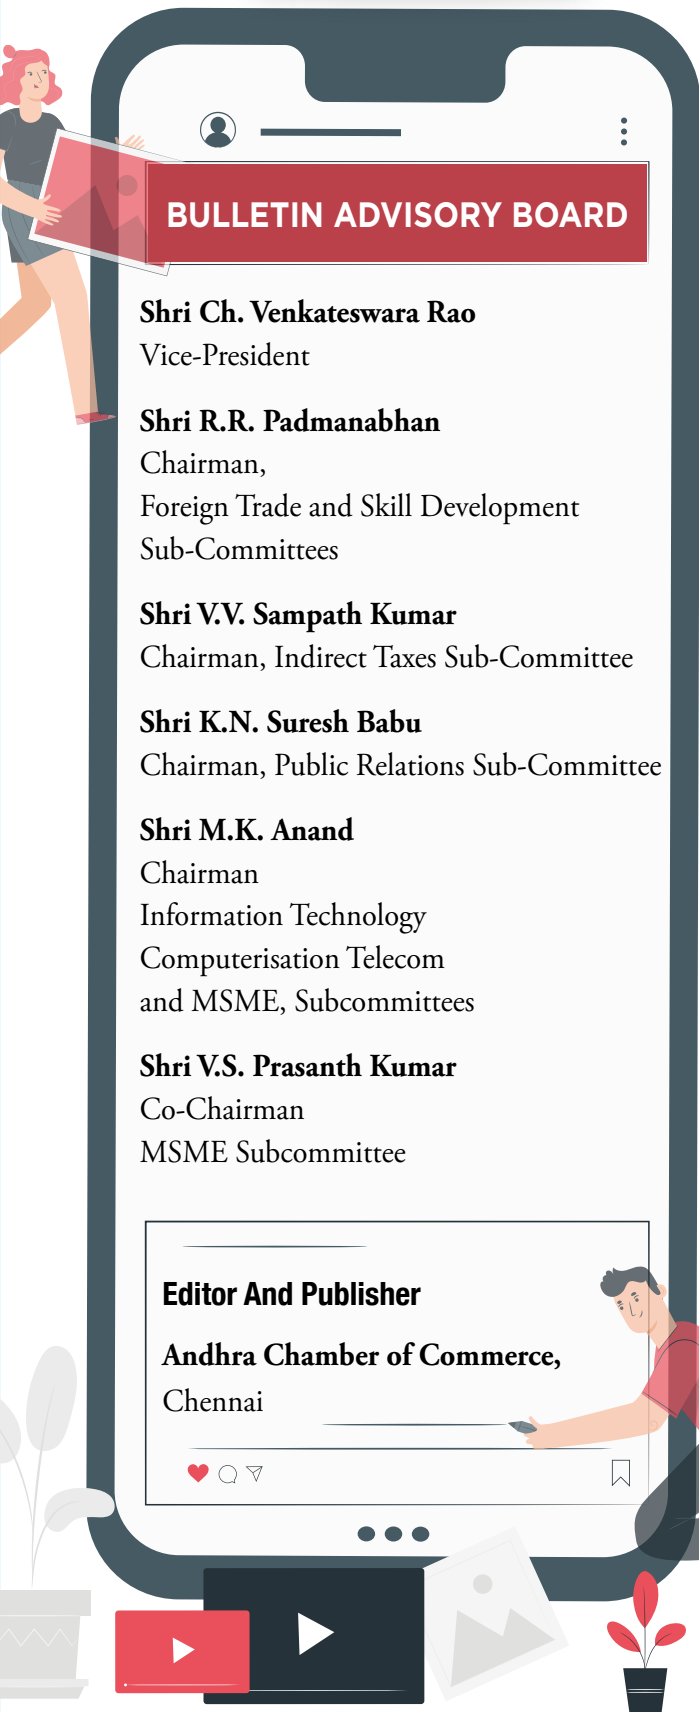 BULLETIN ADVISORY BOARD
Shri Ch. Venkateswara Rao
Vice-President
Shri R.R. Padmanabhan
Chairman,
Foreign Trade and Skill Development
Sub-Committees
Shri V.V. Sampath Kumar
Chairman, Indirect Taxes Sub-Committee
Shri K.N. Suresh Babu
Chairman, Public Relations Sub-Committee
Shri M.K. Anand
Chairman
Information Technology
Computerisation Telecom
and MSME, Subcommittees
Shri V.S. Prasanth Kumar
Co-Chairman
MSME Subcommittee
Editor And Publisher
Andhra Chamber of Commerce,
Chennai